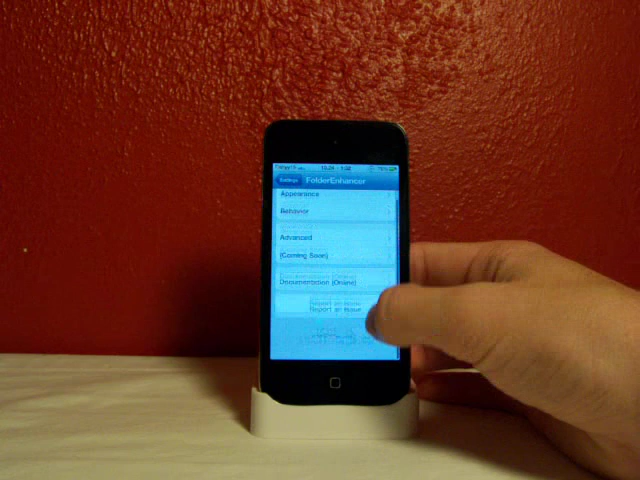 Settings
FolderEnhancer
Appearance
Behavior
Advanced
(Coming Soon)
Documentation (Online)
Report an Issue